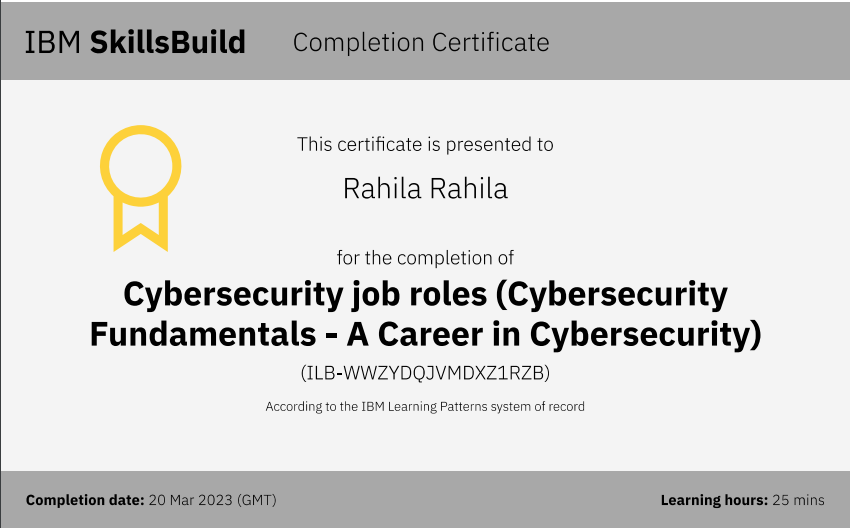 IBM SkillsBuild Completion Certificate
This certificate is presented to
Rahila Rahila
for the completion of
Cybersecurity job roles (Cybersecurity
Fundamentals - A Career in Cybersecurity)
(ILB-WWZYDQJVMDXZ1RZB)
According to the IBM Learning Patterns system of record
Completion date: 20 Mar 2023 (GMT) Learning hours: 25 mins